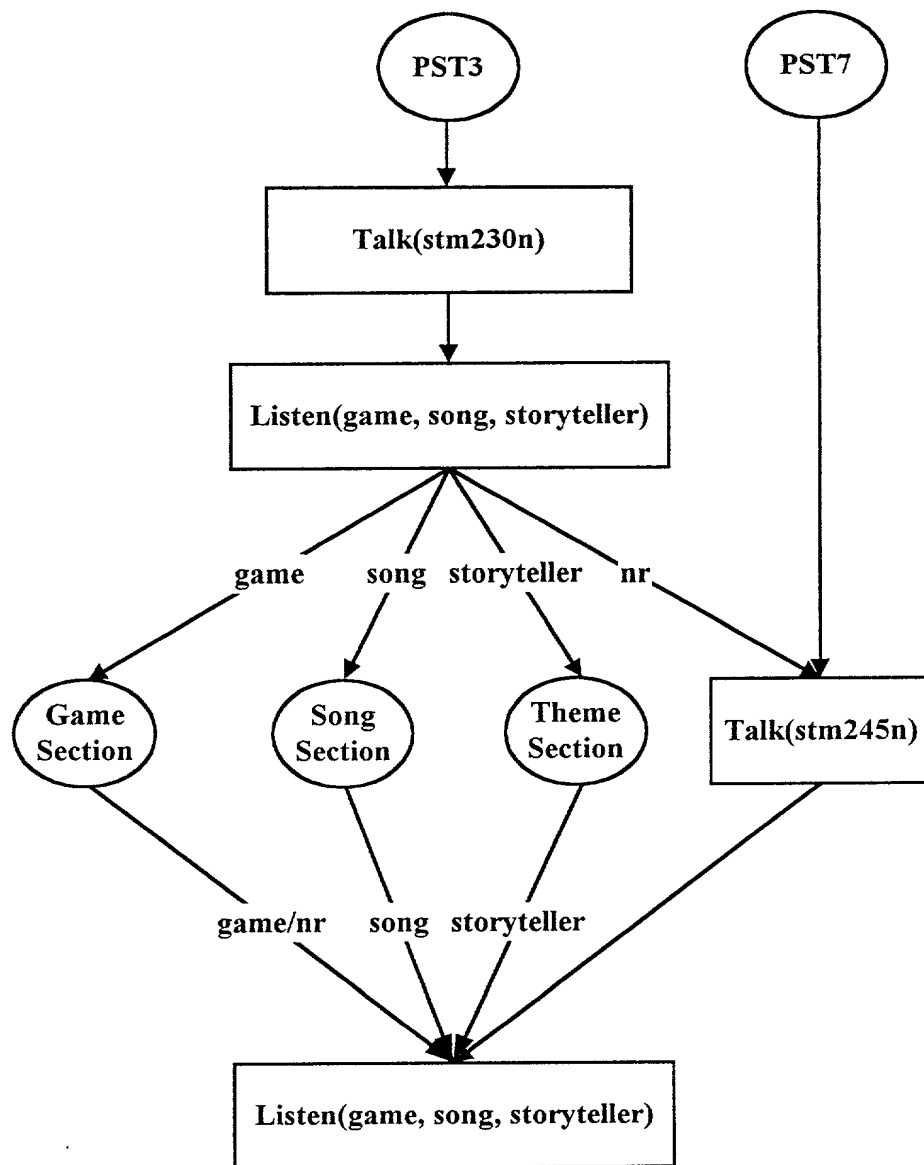 PST3
PST7
Talk(stm230n)
Listen(game, song, storyteller)
game
song
storyteller
nr
Game
Section
Song
Section
Theme
Section
Talk(stm245n)
game/nr
song
storyteller
Listen(game, song, storyteller)